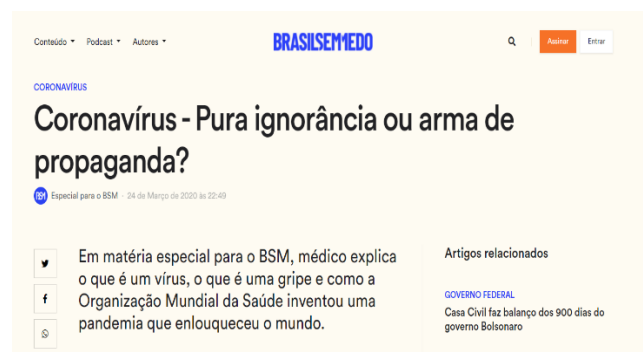 Conteúdo Podcast Autores BRASILSEM1EDO Assinar Entrar
CORONAVÍRUS
Coronavírus - Pura ignorância ou arma de
propaganda?
BSM Especial para o BSM - 24 de Março de 2020 às 22:49
Em matéria especial para o BSM, médico explica
o que é um vírus, o que é uma gripe e como a
Organização Mundial da Saúde inventou uma
pandemia que enlouqueceu o mundo.
Artigos relacionados
GOVERNO FEDERAL
Casa Civil faz balanço dos 900 dias do
governo Bolsonaro